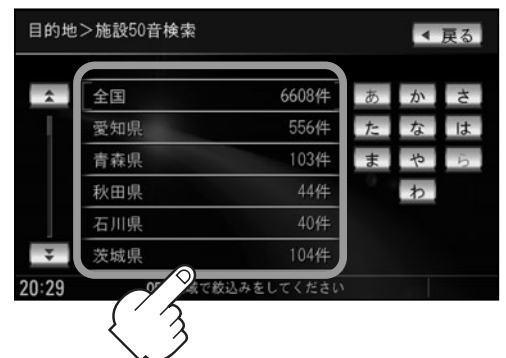 目的地＞施設50音検索
戻る
全国 6608件
愛知県 556件
青森県 103件
秋田県 44件
石川県 40件
茨城県 104件
あ か さ
た な は
ま や ら
わ
20:29
域で絞込みをしてください